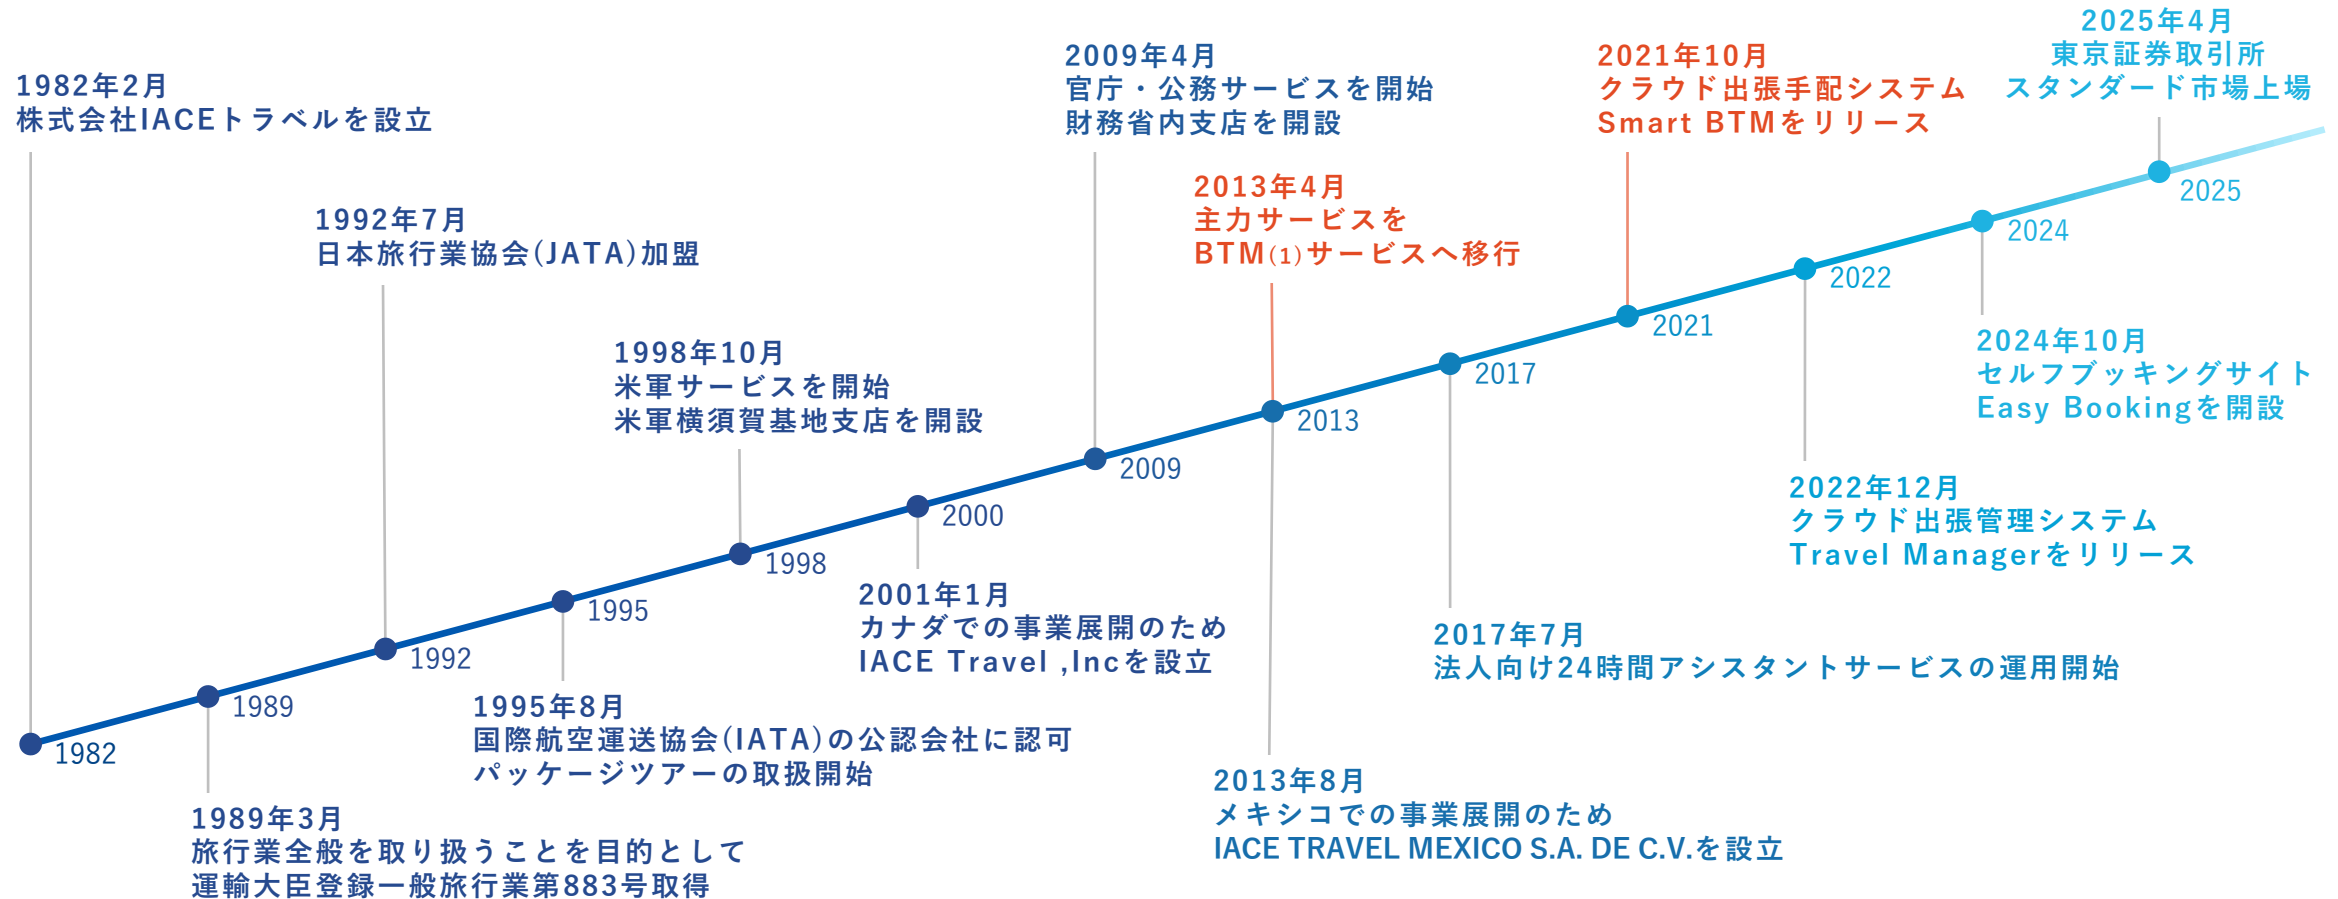 1982年2月
株式会社IACEトラベルを設立
1982
1989
1989年3月
旅行業全般を取り扱うことを目的として
運輸大臣登録一般旅行業第883号取得
1992年7月
日本旅行業協会(JATA)加盟
1992
1995
1995年8月
国際航空運送協会(IATA)の公認会社に認可
パッケージツアーの取扱開始
1998年10月
米軍サービスを開始
米軍横須賀基地支店を開設
1998
2000
2001年1月
カナダでの事業展開のため
IACE Travel ,Incを設立
2009年4月
官庁・公務サービスを開始
財務省内支店を開設
2009
2013年4月
主力サービスを
BTM(1)サービスへ移行
2013
2013年8月
メキシコでの事業展開のため
IACE TRAVEL MEXICO S.A. DE C.V.を設立
2017
2017年7月
法人向け24時間アシスタントサービスの運用開始
2021年10月
クラウド出張手配システム
Smart BTMをリリース
2021
2022
2022年12月
クラウド出張管理システム
Travel Managerをリリース
2024
2024年10月
セルフブッキングサイト
Easy Bookingを開設
2025年4月
東京証券取引所
スタンダード市場上場
2025